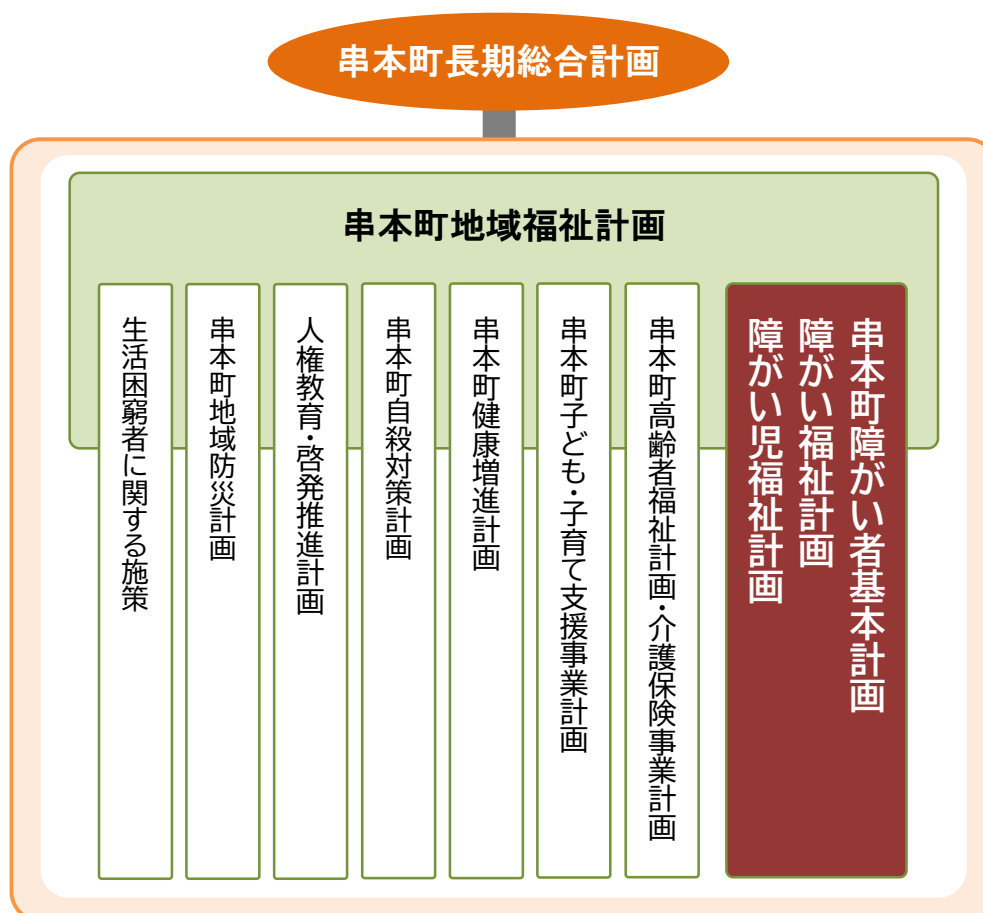 串本町長期総合計画
串本町地域福祉計画
串本町障がい者基本計画
障がい福祉計画
障がい児福祉計画
串本町高齢者福祉計画・介護保険事業計画
串本町子ども・子育て支援事業計画
串本町健康増進計画
串本町自殺対策計画
人権教育・啓発推進計画
串本町地域防災計画
生活困窮者に関する施策